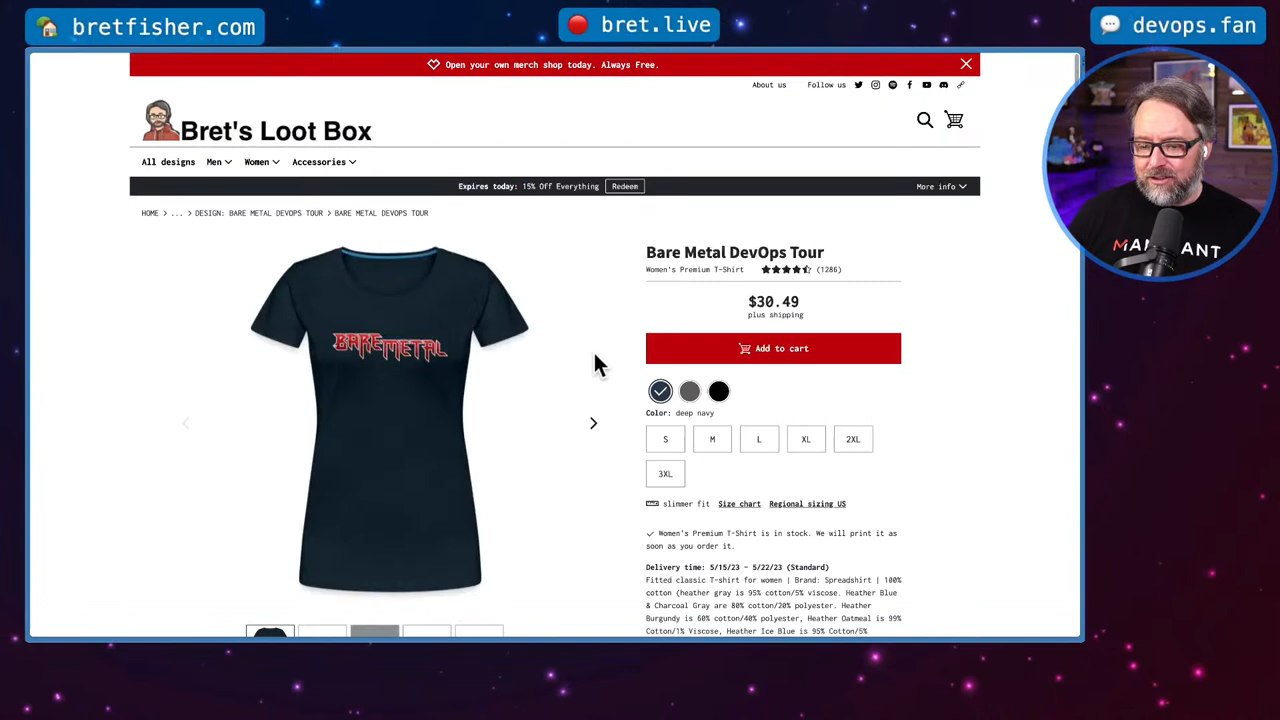 bretfisher.com
bret.live
devops.fan
Open your own merch shop today. Always Free.
About us
Follow us
Bret's Loot Box
All designs
Men
Women
Accessories
Expires today: 15% Off Everything
Redeem
More info
HOME > ... > DESIGN: BARE METAL DEVOPS TOUR > BARE METAL DEVOPS TOUR
BARE METAL
Bare Metal DevOps Tour
Women's Premium T-Shirt
(1286)
$30.49
plus shipping
Add to cart
Color: deep navy
S
M
L
XL
2XL
3XL
slimmer fit
Size chart
Regional sizing US
Women's Premium T-Shirt is in stock. We will print it as
soon as you order it.
Delivery time: 5/15/23 - 5/22/23 (Standard)
Fitted classic T-shirt for women | Brand: Spreadshirt | 100%
cotton (heather gray is 95% cotton/5% viscose. Heather Blue
& Charcoal Gray are 80% cotton/20% polyester. Heather
Burgundy is 60% cotton/40% polyester, Heather Oatmeal is 99%
Cotton/1% Viscose, Heather Ice Blue is 95% Cotton/5%